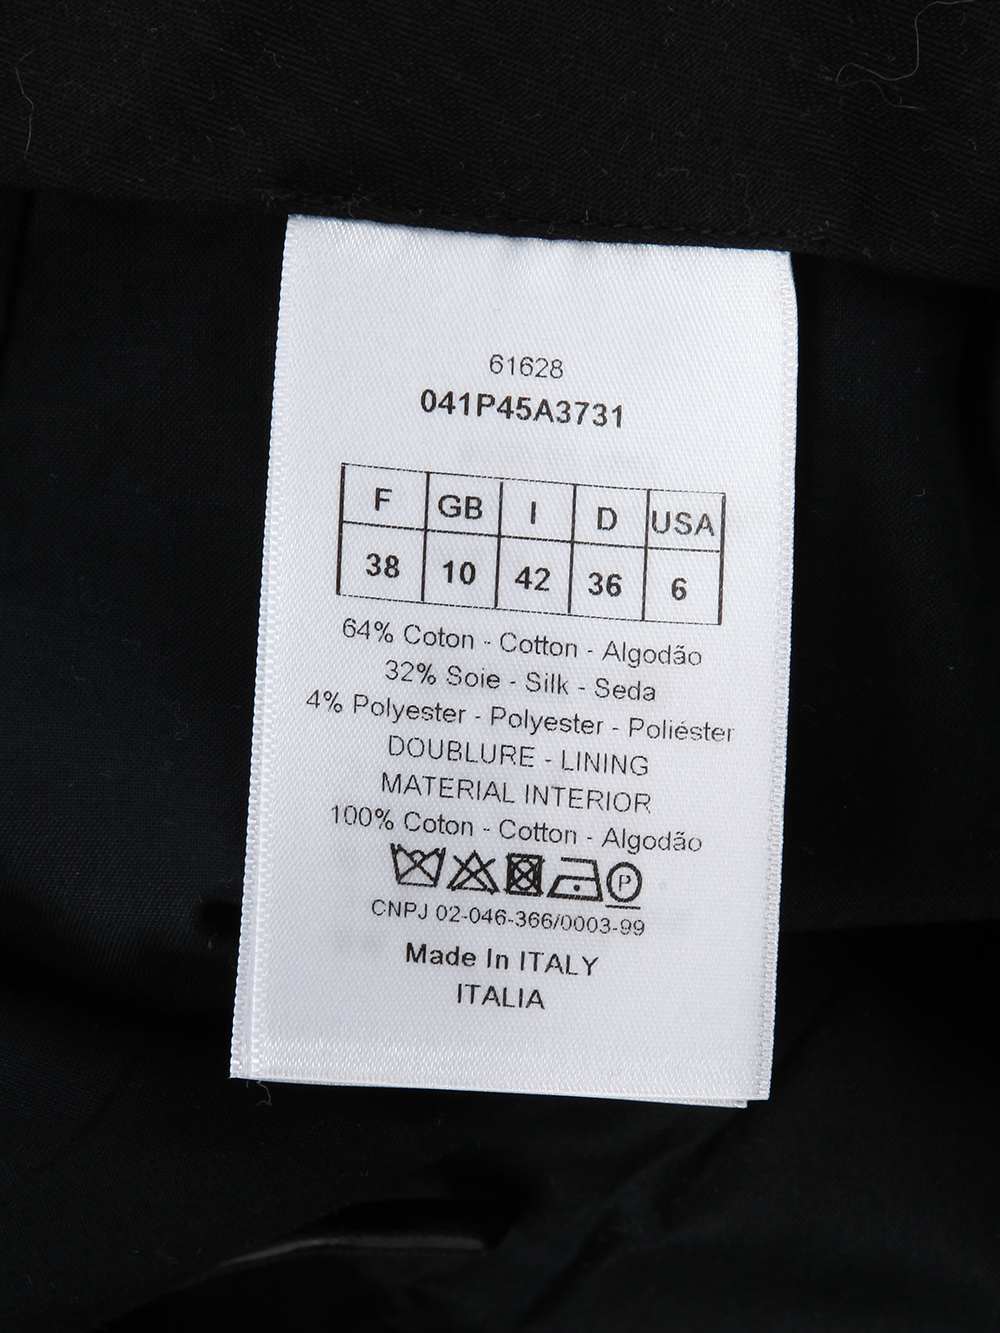 61628
041P45A3731
F GB I D USA
38 10 42 36 6
64% Coton - Cotton - Algodão
32% Soie - Silk - Seda
4% Polyester - Polyester - Poliéster
DOUBLURE - LINING
MATERIAL INTERIOR
100% Coton - Cotton - Algodão
P
CNPJ 02-046-366/0003-99
Made In ITALY
ITALIA